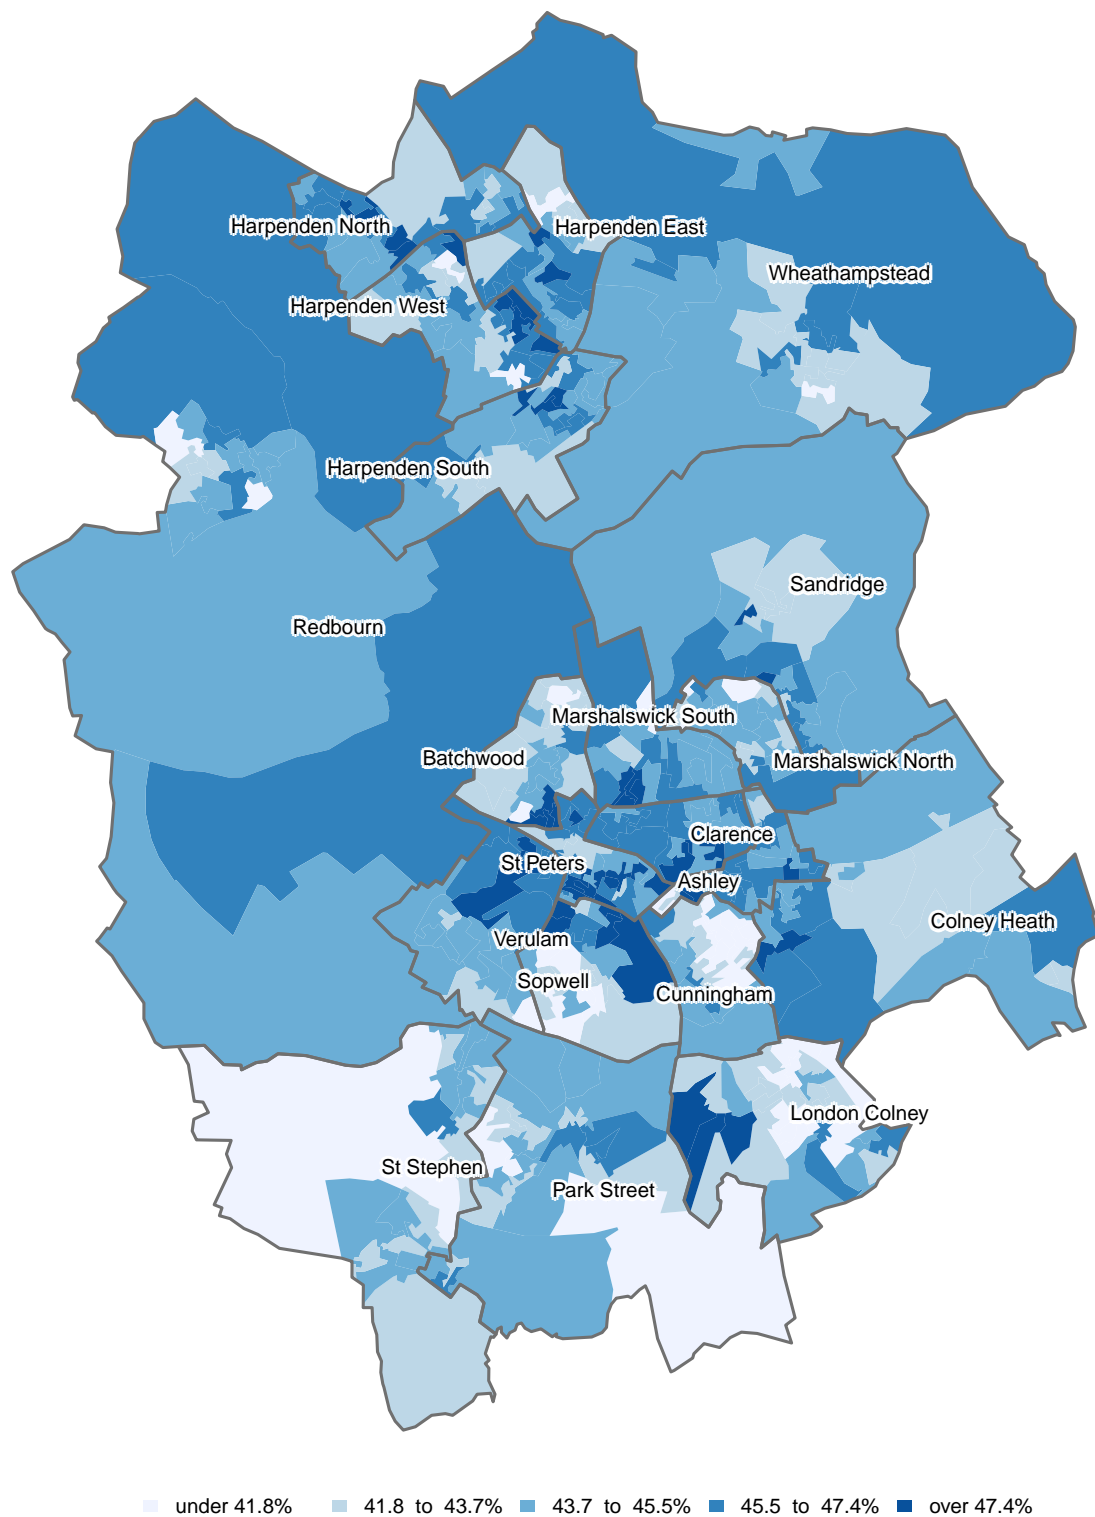 Harpenden North
Harpenden East
Wheathampstead
Harpenden West
Harpenden South
Sandridge
Redbourn
Marshalswick South
Batchwood
Marshalswick North
Clarence
St Peters
Ashley
Colney Heath
Verulam
Sopwell
Cunningham
London Colney
St Stephen
Park Street
under 41.8% 41.8 to 43.7% 43.7 to 45.5% 45.5 to 47.4% over 47.4%